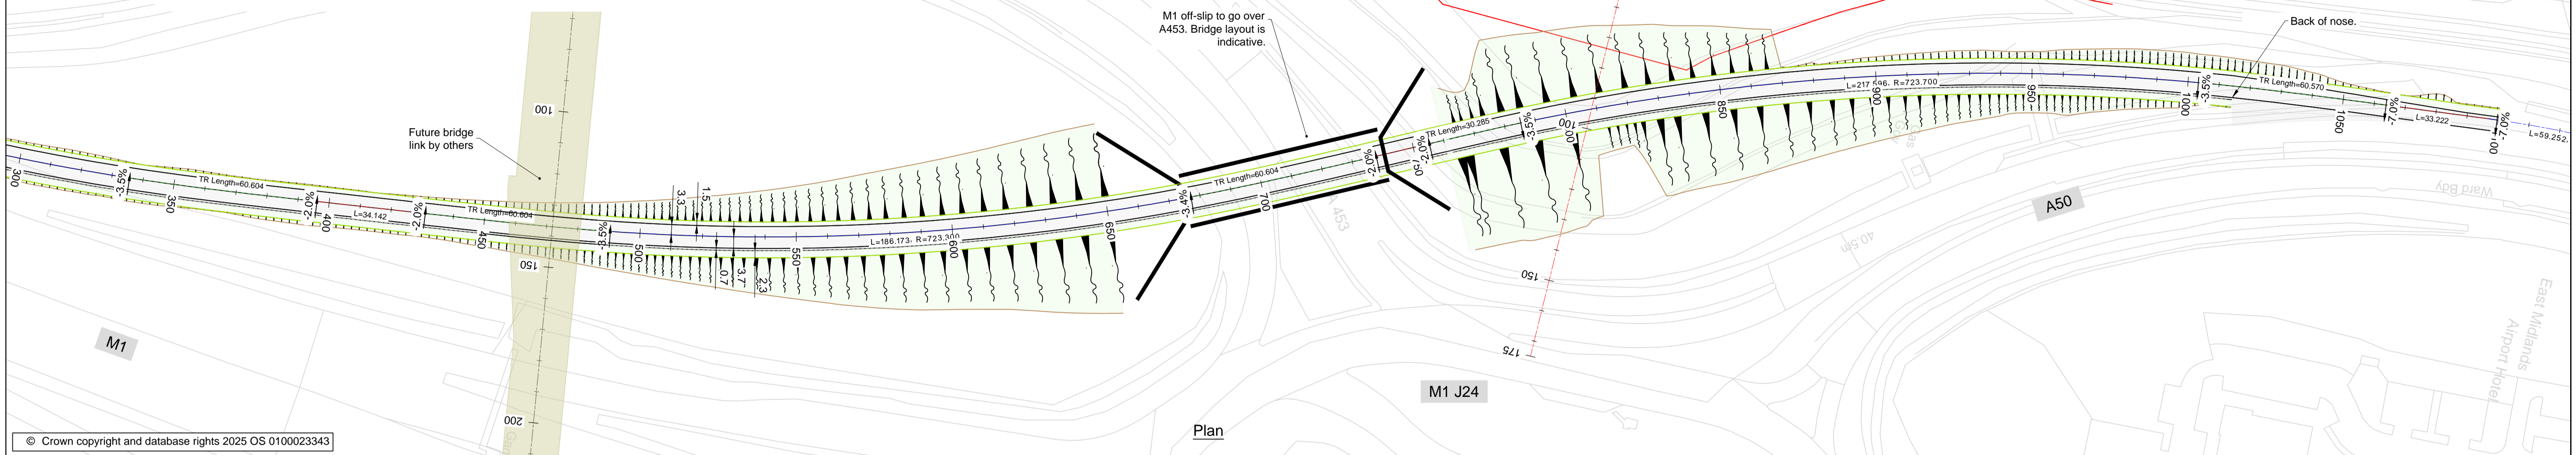 M1 off-slip to go over
A453. Bridge layout is
indicative.
Back of nose.
Future bridge
link by others
100
150
200
300
-3.5%
350
TR Length=60.604
-2.0%
400
L=34.142
-2.0%
450
TR Length=60.604
-3.5%
500
3.3
1.5
0.7
3.7
2.3
550
L=186.173, R=723.300
600
650
-3.4%
TR Length=60.604
700
-2.0%
-2.0%
TR Length=30.285
-3.5%
100
150
175
850
L=217.596, R=723.700
900
950
1000
-3.5%
TR Length=60.570
1050
-7.0%
L=33.222
-7.0%
1100
L=59.252,
A 453
40.5m
Ward Bdy
A50
East Midlands
Airport Hotel
M1
M1 J24
Plan
© Crown copyright and database rights 2025 OS 0100023343